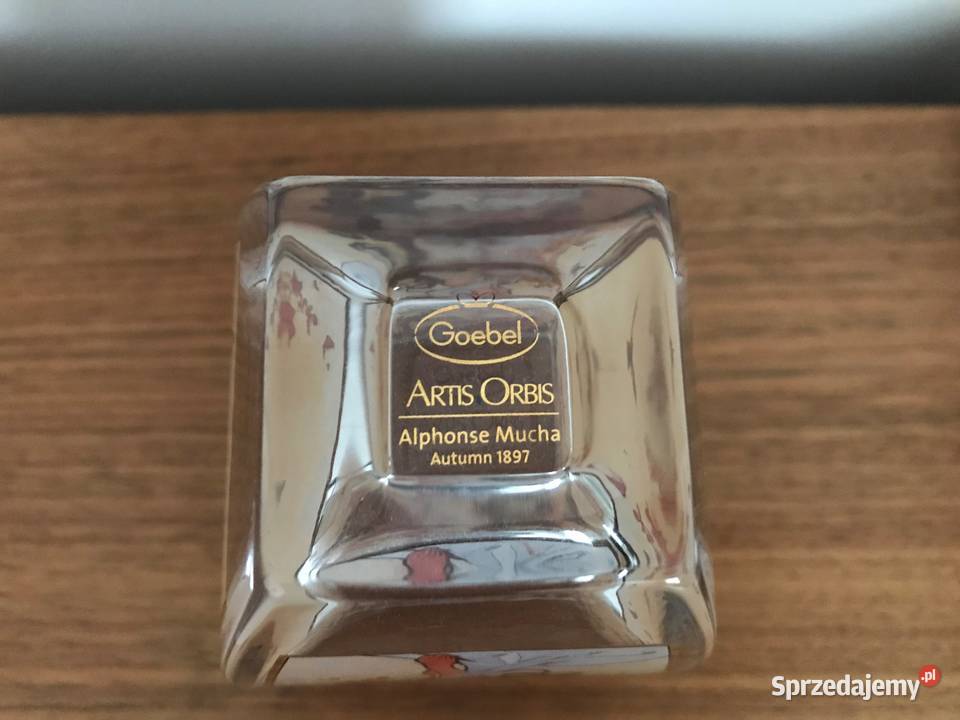 Goebel
ARTIS ORBIS
Alphonse Mucha
Autumn 1897
Sprzedajemy.pl